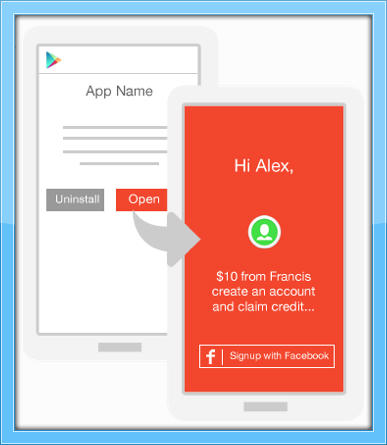 App Name
Uninstall
Open
Hi Alex,
$10 from Francis
create an account
and claim credit...
f
Signup with Facebook